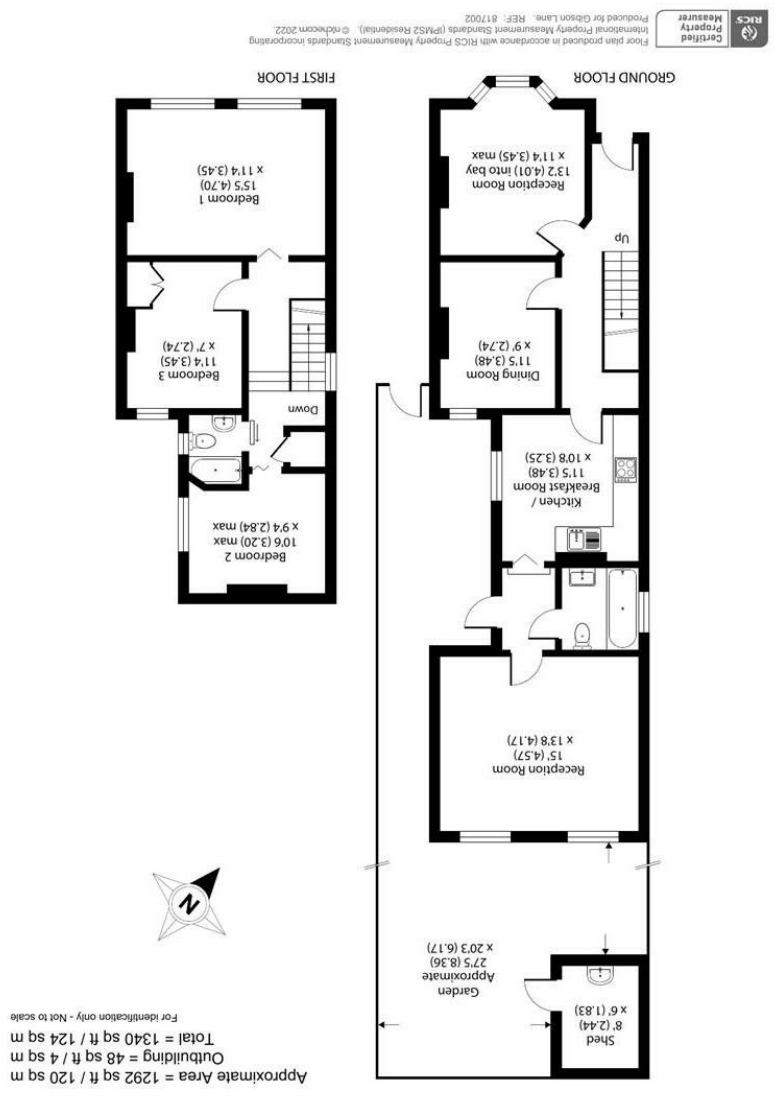 Approximate Area = 1292 sq ft / 120 sq m
Outbuilding = 48 sq ft / 4 sq m
Total = 1340 sq ft / 124 sq m
For identification only - Not to scale
Shed
8' (2.44)
x 6' (1.83)
Garden
Approximate
27'5 (8.36)
x 20'3 (6.17)
N
Reception Room
15' (4.57)
x 13'8 (4.17)
Kitchen /
Breakfast Room
11'5 (3.48)
x 10'8 (3.25)
Dining Room
11'5 (3.48)
x 9' (2.74)
Up
Reception Room
13'2 (4.01) into bay
x 11'4 (3.45) max
GROUND FLOOR
Bedroom 2
10'6 (3.20) max
x 9'4 (2.84) max
Down
Bedroom 3
11'4 (3.45)
x 7' (2.74)
Bedroom 1
15'5 (4.70)
x 11'4 (3.45)
FIRST FLOOR
RICS
Certified
Property
Measurer
Floor plan produced in accordance with RICS Property Measurement Standards incorporating
International Property Measurement Standards (IPMS2 Residential). © nichecom 2022.
Produced for Gibson Lane. REF: 817002